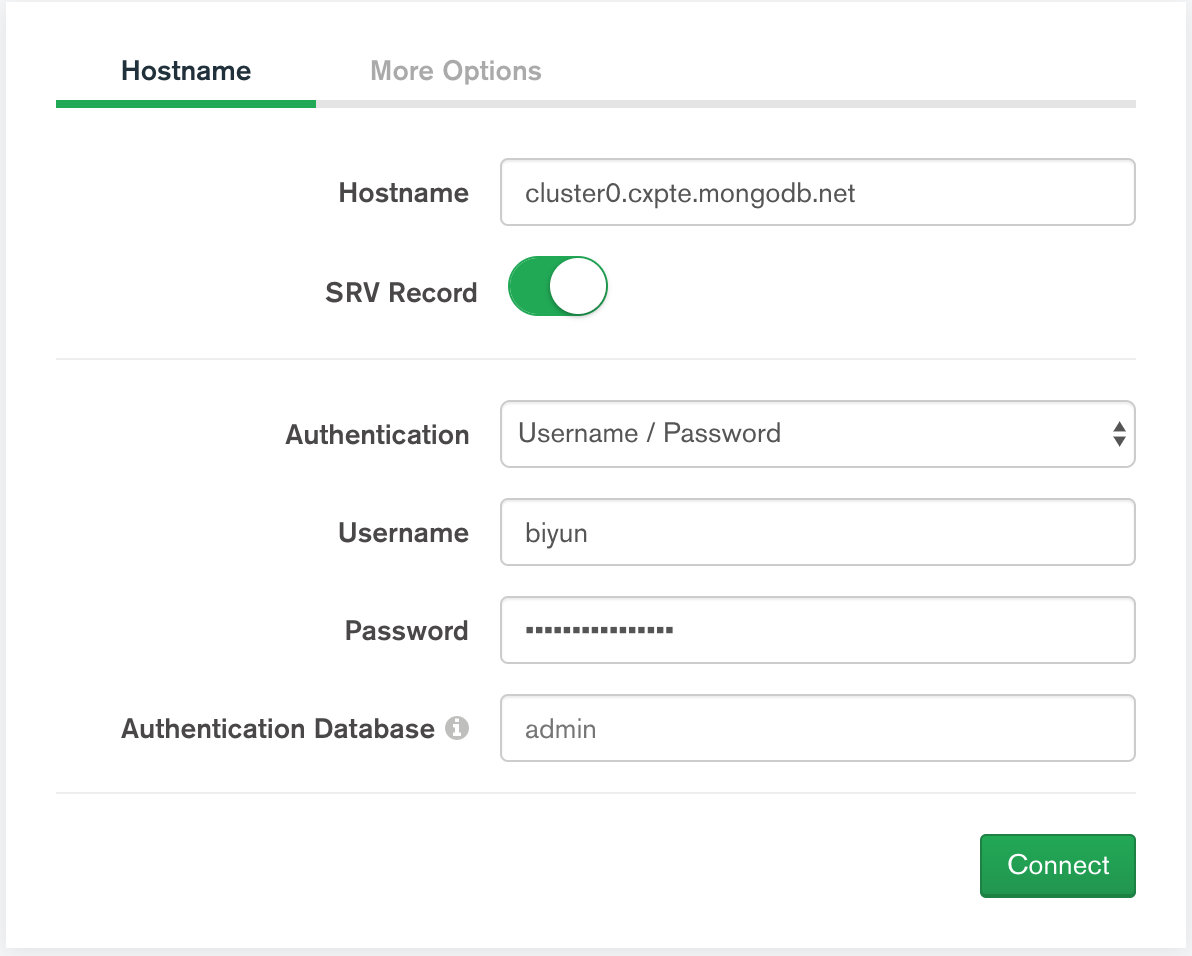 Hostname More Options
Hostname cluster0.cxpte.mongodb.net
SRV Record
Authentication Username / Password
Username biyun
Password ▪▪▪▪▪▪▪▪▪▪▪▪▪▪▪▪
Authentication Database admin
Connect